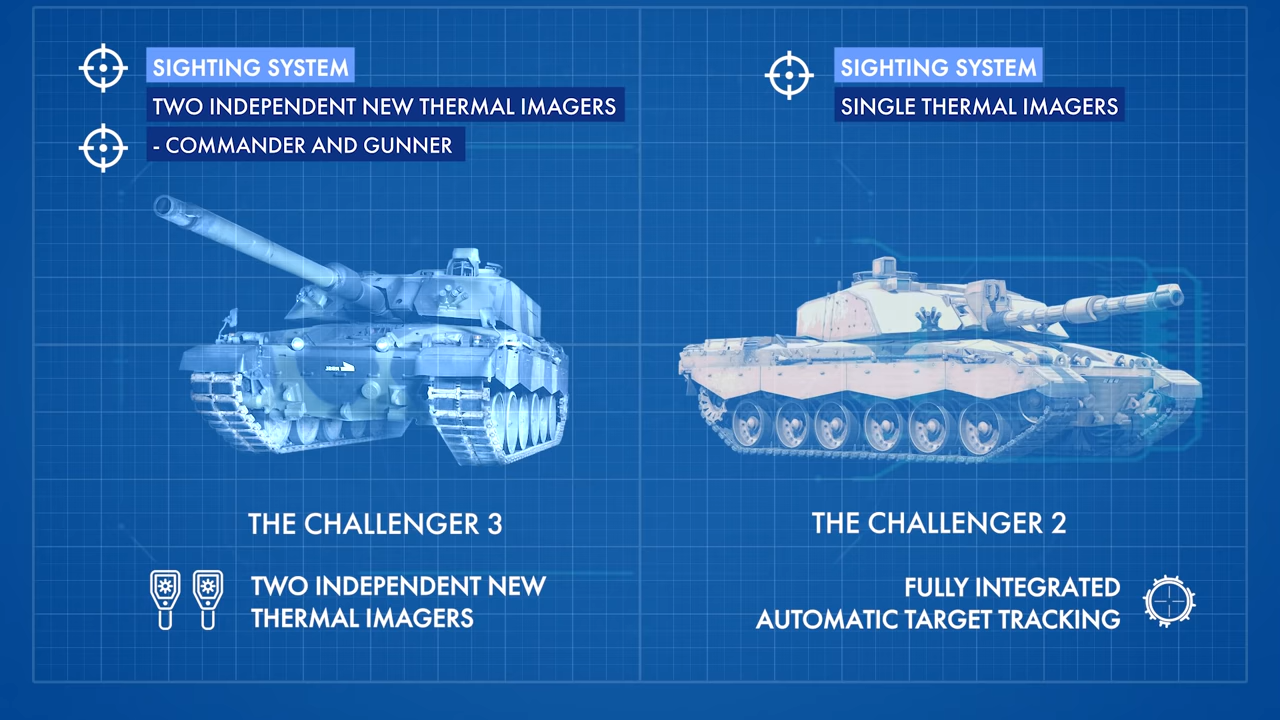 SIGHTING SYSTEM
TWO INDEPENDENT NEW THERMAL IMAGERS
- COMMANDER AND GUNNER
THE CHALLENGER 3
TWO INDEPENDENT NEW
THERMAL IMAGERS
SIGHTING SYSTEM
SINGLE THERMAL IMAGERS
THE CHALLENGER 2
FULLY INTEGRATED
AUTOMATIC TARGET TRACKING